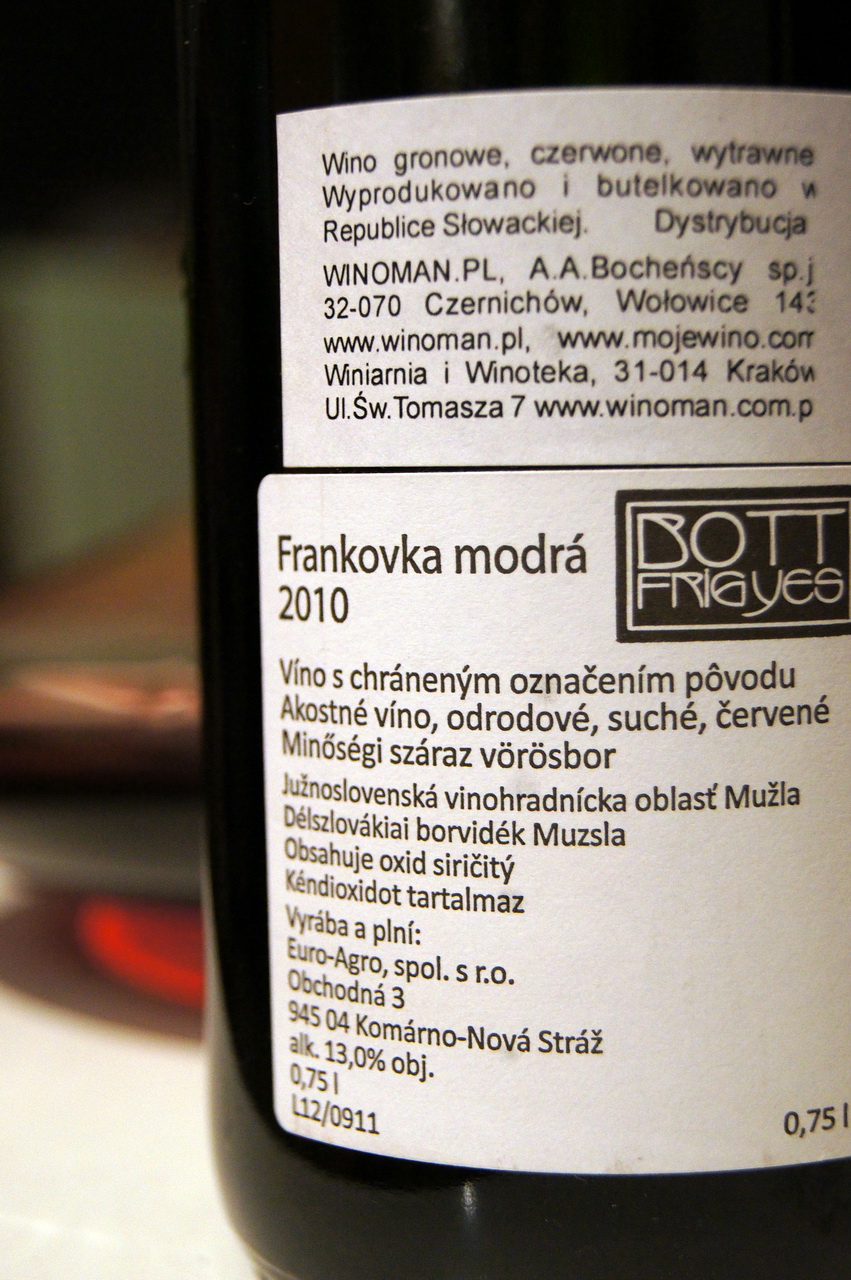 Wino gronowe, czerwone, wytrawne
Wyprodukowano i butelkowano w
Republice Słowackiej. Dystrybucja
WINOMAN.PL, A.A.Bocheńscy sp.j
32-070 Czernichów, Wołowice 143
www.winoman.pl, www.mojewino.com
Winiarnia i Winoteka, 31-014 Kraków
Ul.Św.Tomasza 7 www.winoman.com.p
BOTT
FRIGYES
Frankovka modrá
2010
Víno s chráneným označením pôvodu
Akostné víno, odrodové, suché, červené
Minőségi száraz vörösbor
Južnoslovenská vinohradnícka oblasť Mužla
Délszlovákiai borvidék Muzsla
Obsahuje oxid siričitý
Kéndioxidot tartalmaz
Vyrába a plní:
Euro-Agro, spol. s r.o.
Obchodná 3
945 04 Komárno-Nová Stráž
alk. 13,0% obj.
0,75 l
L12/0911
0,75 l